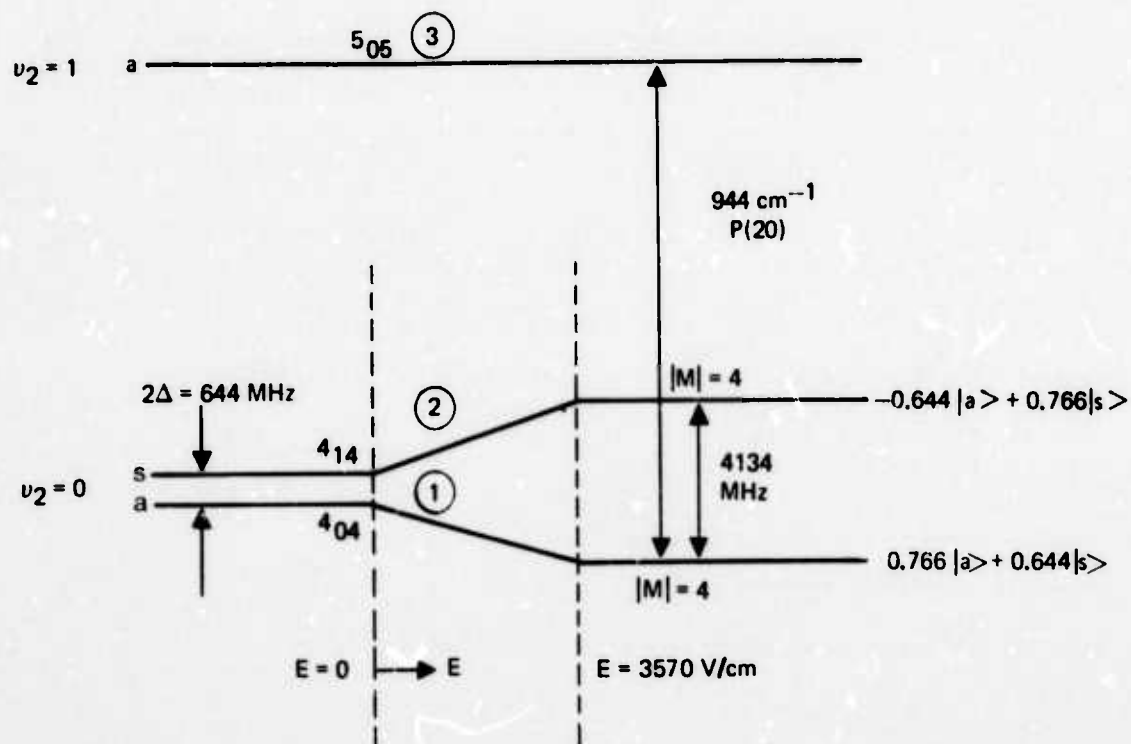 5₀₅ ③
υ₂ = 1 a
944 cm⁻¹
P(20)
|M| = 4
2Δ = 644 MHz
②
−0.644 |a> + 0.766|s>
4₁₄
4134
MHz
s
υ₂ = 0
①
a
4₀₄
0.766 |a> + 0.644|s>
|M| = 4
E = 0 E E = 3570 V/cm